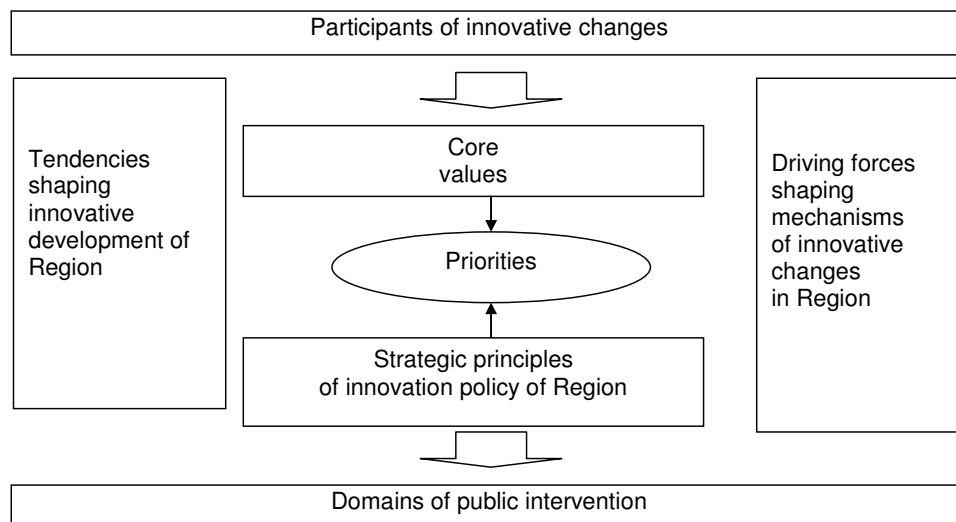 Participants of innovative changes
Tendencies
shaping
innovative
development of
Region
Core
values
Priorities
Strategic principles
of innovation policy of Region
Driving forces
shaping
mechanisms
of innovative
changes
in Region
Domains of public intervention